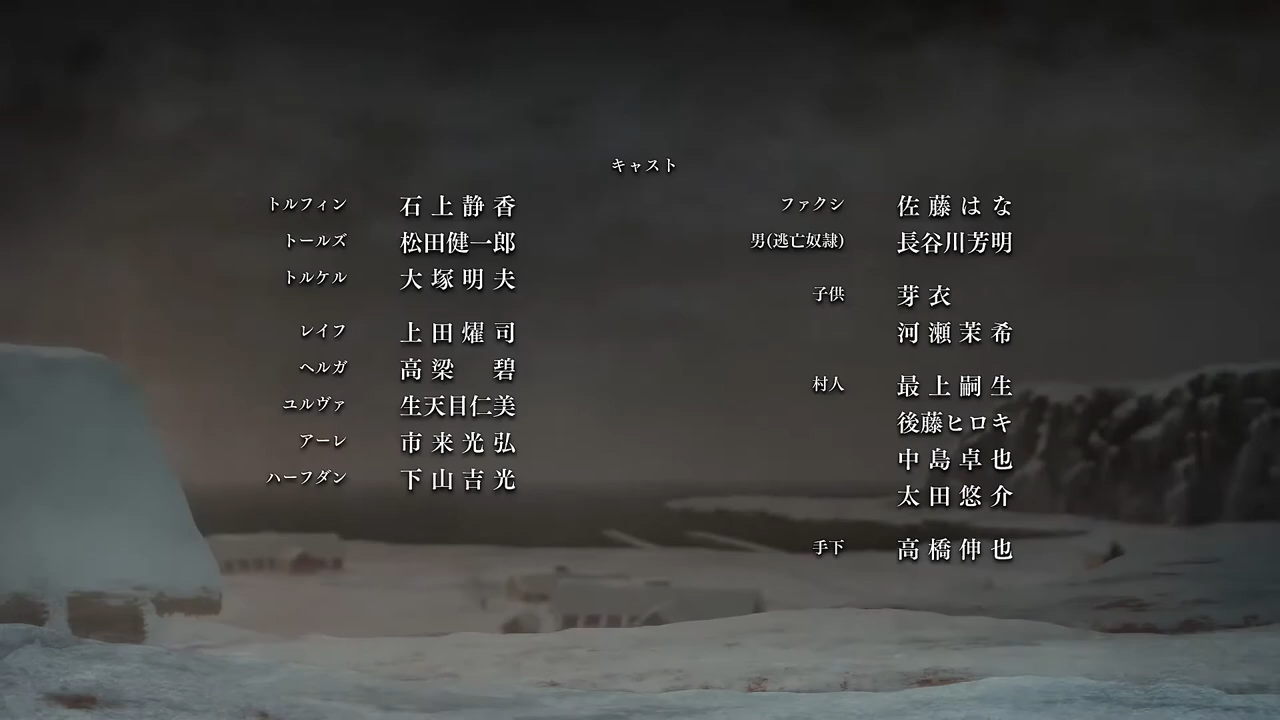 キャスト
トルフィン 石上静香
トールズ 松田健一郎
トルケル 大塚明夫
レイフ 上田燿司
ヘルガ 高梁 碧
ユルヴァ 生天目仁美
アーレ 市来光弘
ハーフダン 下山吉光
ファクシ 佐藤はな
男(逃亡奴隷) 長谷川芳明
子供 芽衣
河瀬茉希
村人 最上嗣生
後藤ヒロキ
中島卓也
太田悠介
手下 高橋伸也